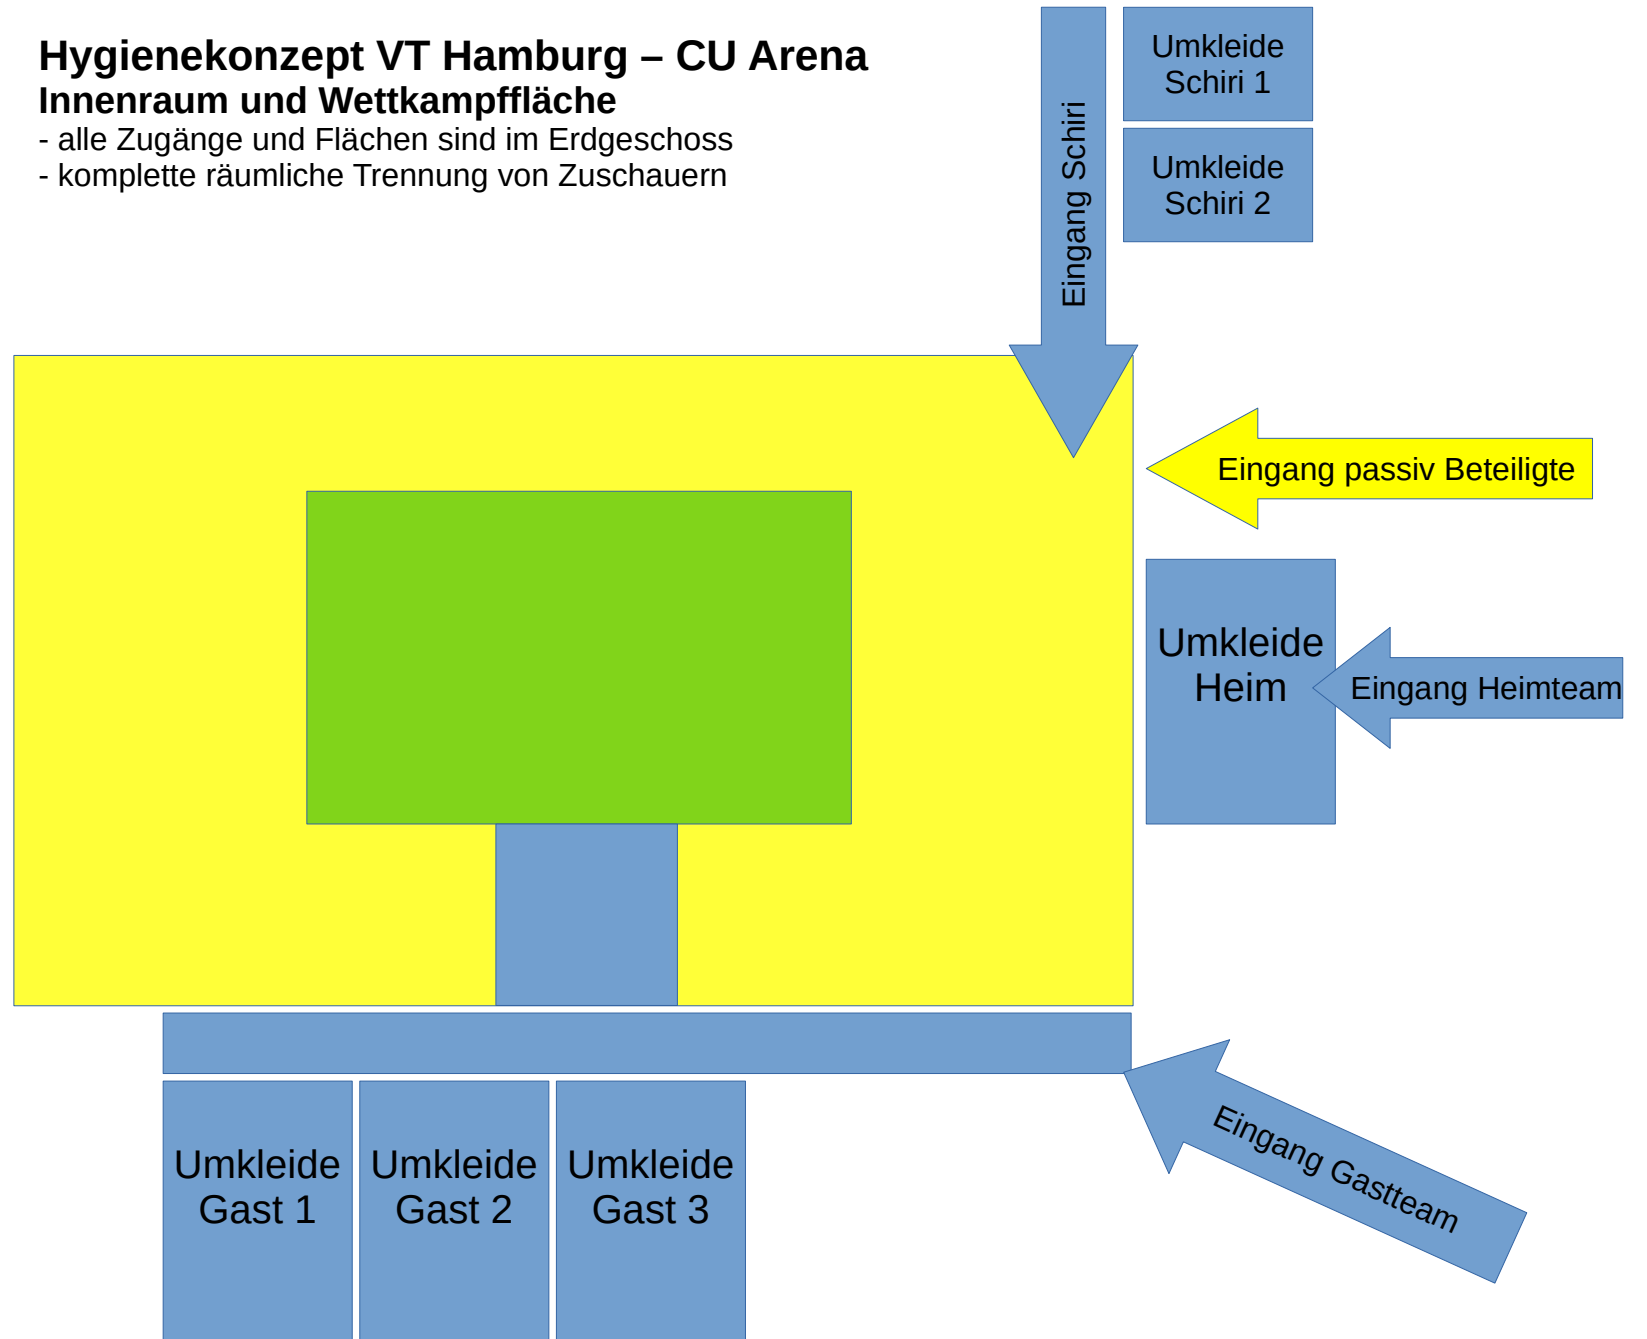 Hygienekonzept VT Hamburg – CU Arena
Innenraum und Wettkampffläche
- alle Zugänge und Flächen sind im Erdgeschoss
- komplette räumliche Trennung von Zuschauern
Umkleide
Schiri 1
Umkleide
Schiri 2
Eingang Schiri
Eingang passiv Beteiligte
Umkleide
Heim
Eingang Heimteam
Umkleide
Gast 1
Umkleide
Gast 2
Umkleide
Gast 3
Eingang Gastteam